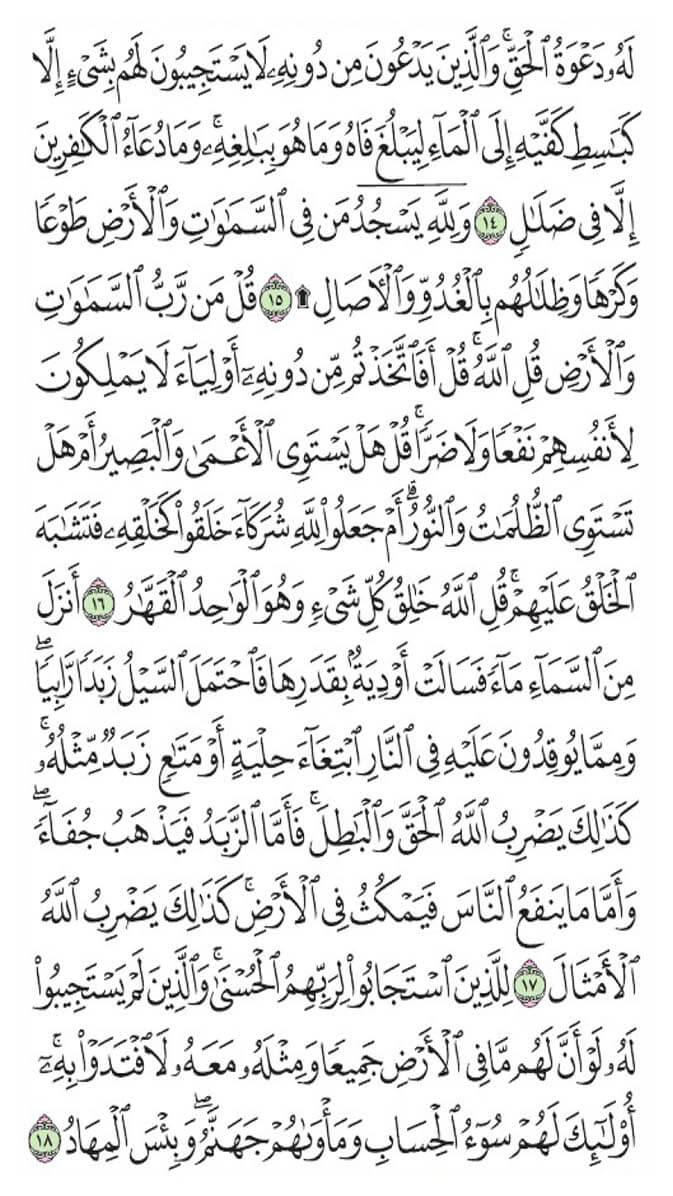 لَهُۥ دَعۡوَةُ ٱلۡحَقِّۚ وَٱلَّذِينَ يَدۡعُونَ مِن دُونِهِۦ لَا يَسۡتَجِيبُونَ لَهُم بِشَيۡءٍ إِلَّا
كَبَٰسِطِ كَفَّيۡهِ إِلَى ٱلۡمَآءِ لِيَبۡلُغَ فَاهُ وَمَا هُوَ بِبَٰلِغِهِۦۚ وَمَا دُعَآءُ ٱلۡكَٰفِرِينَ
إِلَّا فِي ضَلَٰلٖ ١٤ وَلِلَّهِۤ يَسۡجُدُۤ مَن فِي ٱلسَّمَٰوَٰتِ وَٱلۡأَرۡضِ طَوۡعٗا
وَكَرۡهٗا وَظِلَٰلُهُم بِٱلۡغُدُوِّ وَٱلۡأٓصَالِ ۩ ١٥ قُلۡ مَن رَّبُّ ٱلسَّمَٰوَٰتِ
وَٱلۡأَرۡضِ قُلِ ٱللَّهُۚ قُلۡ أَفَٱتَّخَذۡتُم مِّن دُونِهِۦٓ أَوۡلِيَآءَ لَا يَمۡلِكُونَ
لِأَنفُسِهِمۡ نَفۡعٗا وَلَا ضَرّٗاۚ قُلۡ هَلۡ يَسۡتَوِي ٱلۡأَعۡمَىٰ وَٱلۡبَصِيرُ أَمۡ هَلۡ
تَسۡتَوِي ٱلظُّلُمَٰتُ وَٱلنُّورُۗ أَمۡ جَعَلُواْ لِلَّهِ شُرَكَآءَ خَلَقُواْ كَخَلۡقِهِۦ فَتَشَٰبَهَ
ٱلۡخَلۡقُ عَلَيۡهِمۡۚ قُلِ ٱللَّهُ خَٰلِقُ كُلِّ شَيۡءٖ وَهُوَ ٱلۡوَٰحِدُ ٱلۡقَهَّٰرُ ١٦ أَنزَلَ
مِنَ ٱلسَّمَآءِ مَآءٗ فَسَالَتۡ أَوۡدِيَةُۢ بِقَدَرِهَا فَٱحۡتَمَلَ ٱلسَّيۡلُ زَبَدٗا رَّابِيٗاۖ
وَمِمَّا يُوقِدُونَ عَلَيۡهِ فِي ٱلنَّارِ ٱبۡتِغَآءَ حِلۡيَةٍ أَوۡ مَتَٰعٖ زَبَدٞ مِّثۡلُهُۥۚ
كَذَٰلِكَ يَضۡرِبُ ٱللَّهُ ٱلۡحَقَّ وَٱلۡبَٰطِلَۚ فَأَمَّا ٱلزَّبَدُ فَيَذۡهَبُ جُفَآءٗۖ
وَأَمَّا مَا يَنفَعُ ٱلنَّاسَ فَيَمۡكُثُ فِي ٱلۡأَرۡضِۚ كَذَٰلِكَ يَضۡرِبُ ٱللَّهُ
ٱلۡأَمۡثَالَ ١٧ لِلَّذِينَ ٱسۡتَجَابُواْ لِرَبِّهِمُ ٱلۡحُسۡنَىٰۚ وَٱلَّذِينَ لَمۡ يَسۡتَجِيبُواْ
لَهُۥ لَوۡ أَنَّ لَهُم مَّا فِي ٱلۡأَرۡضِ جَمِيعٗا وَمِثۡلَهُۥ مَعَهُۥ لَٱفۡتَدَوۡاْ بِهِۦٓۚ
أُوْلَٰٓئِكَ لَهُمۡ سُوٓءُ ٱلۡحِسَابِ وَمَأۡوَىٰهُمۡ جَهَنَّمُۖ وَبِئۡسَ ٱلۡمِهَادُ ١٨